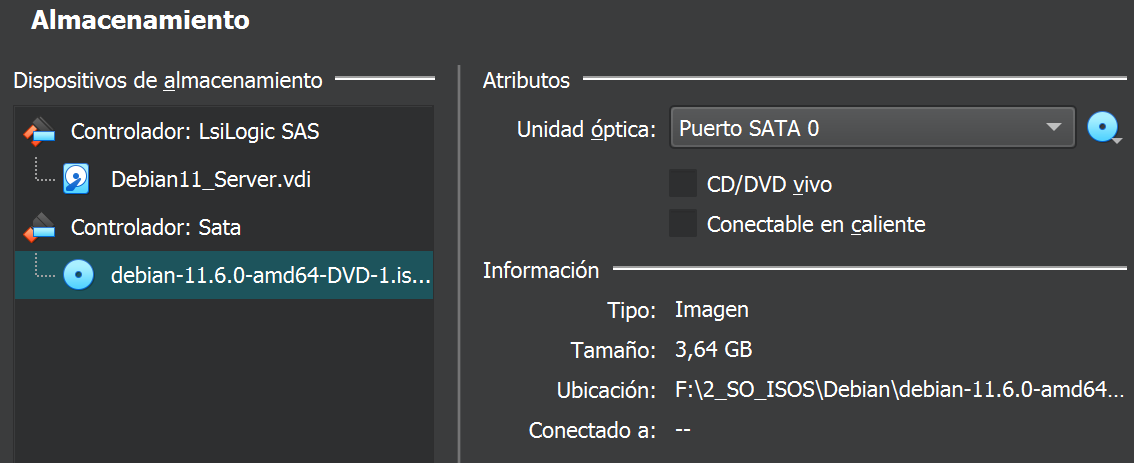 Almacenamiento
Dispositivos de almacenamiento
Controlador: LsiLogic SAS
Debian11_Server.vdi
Controlador: Sata
debian-11.6.0-amd64-DVD-1.is...
Atributos
Unidad óptica: Puerto SATA 0
CD/DVD vivo
Conectable en caliente
Información
Tipo: Imagen
Tamaño: 3,64 GB
Ubicación: F:\2_SO_ISOS\Debian\debian-11.6.0-amd64...
Conectado a: --